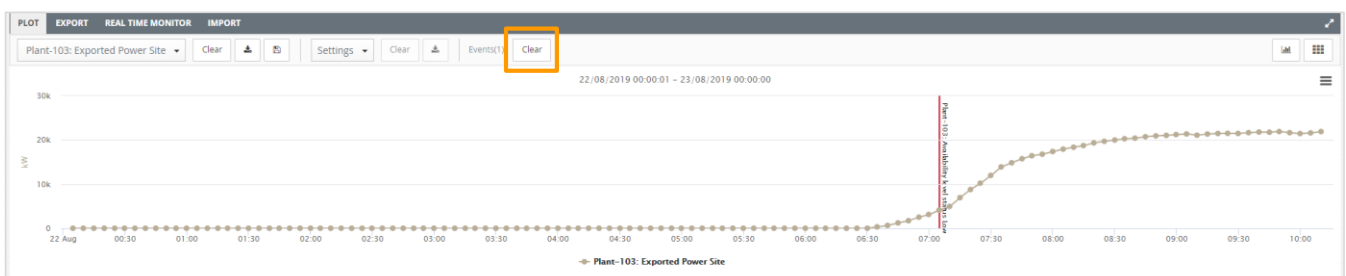 PLOT EXPORT REAL TIME MONITOR IMPORT
Plant-103: Exported Power Site Clear Settings Clear Events(1) Clear
22/08/2019 00:00:01 – 23/08/2019 00:00:00
30k
20k
kW
10k
0
Plant-103: Availability level status Low
22 Aug 00:30 01:00 01:30 02:00 02:30 03:00 03:30 04:00 04:30 05:00 05:30 06:00 06:30 07:00 07:30 08:00 08:30 09:00 09:30 10:00
Plant-103: Exported Power Site